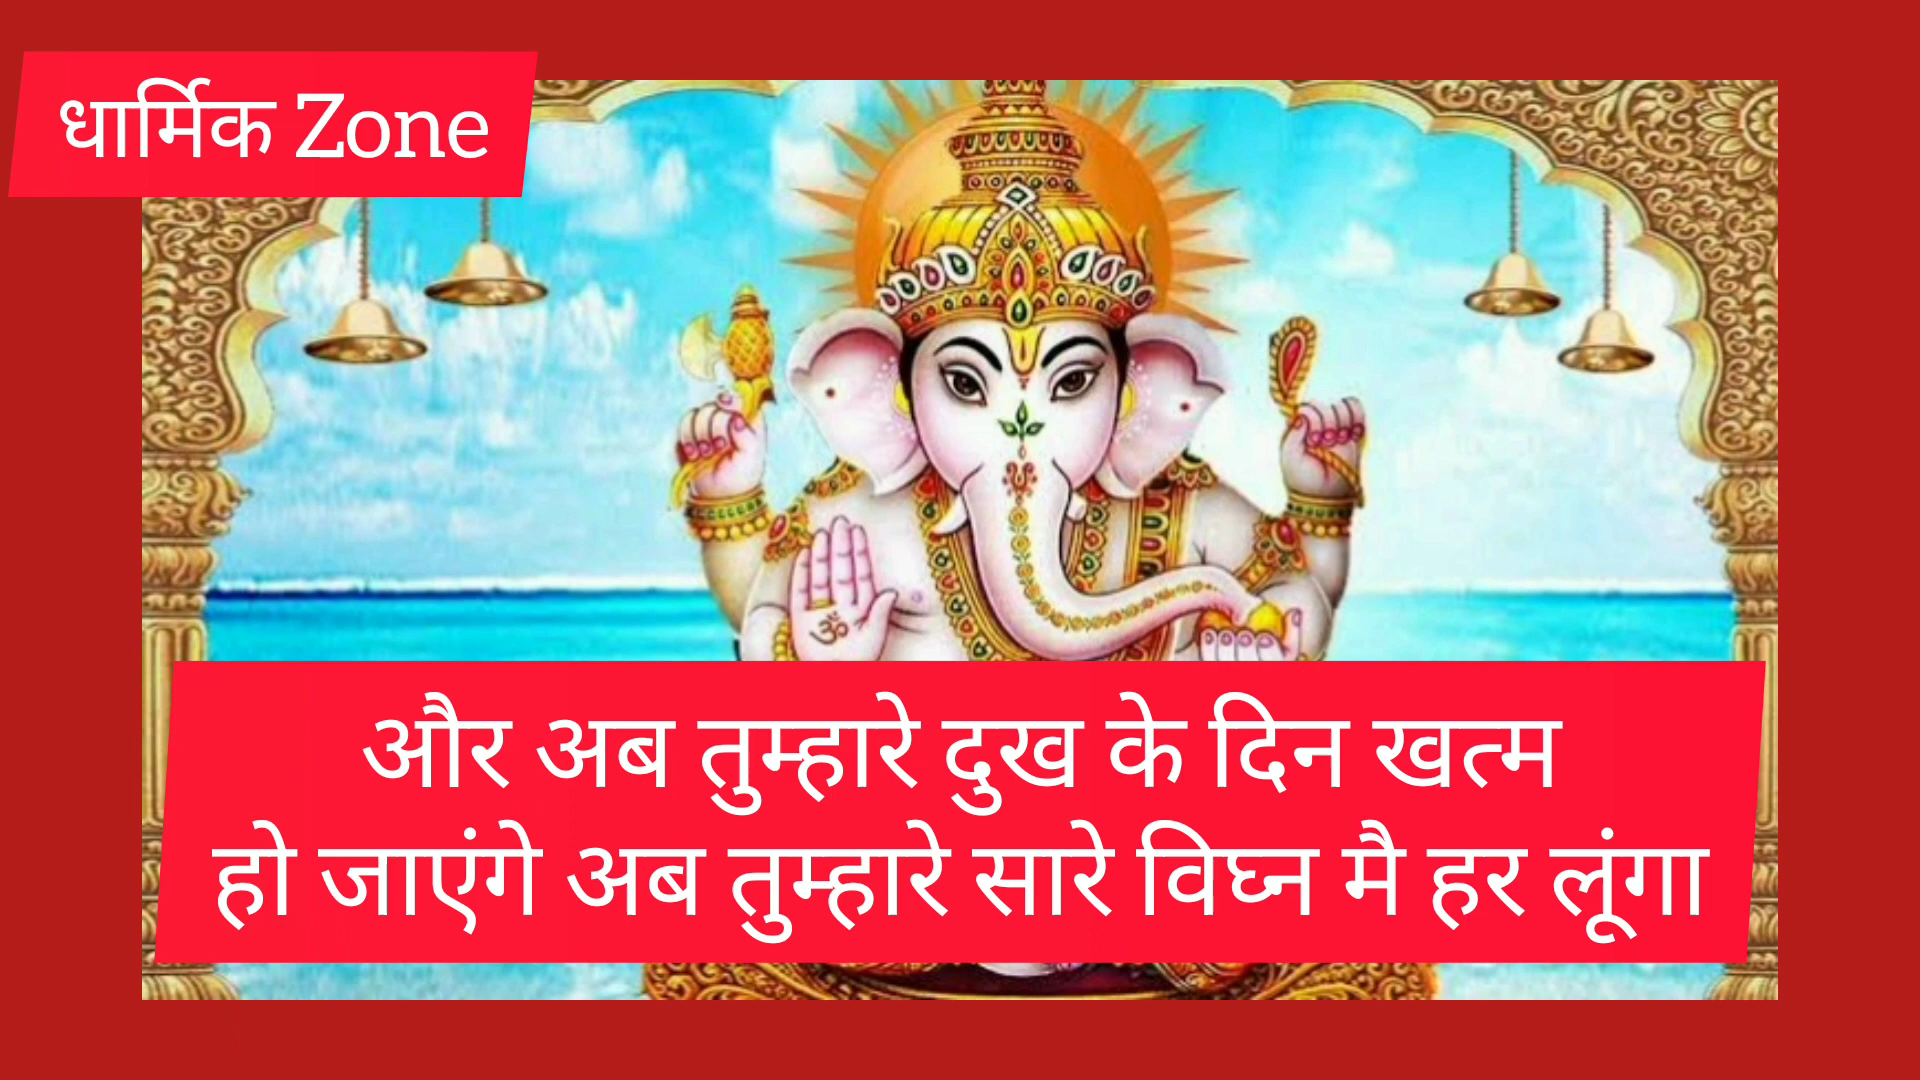 धार्मिक Zone
और अब तुम्हारे दुख के दिन खत्म
हो जाएंगे अब तुम्हारे सारे विघ्न मै हर लूंगा
ॐ